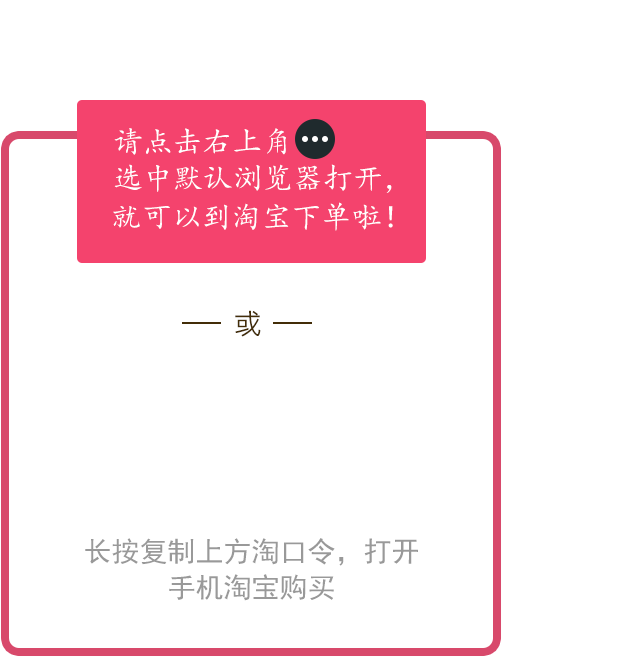 请点击右上角
选中默认浏览器打开，
就可以到淘宝下单啦！
或
长按复制上方淘口令，打开
手机淘宝购买